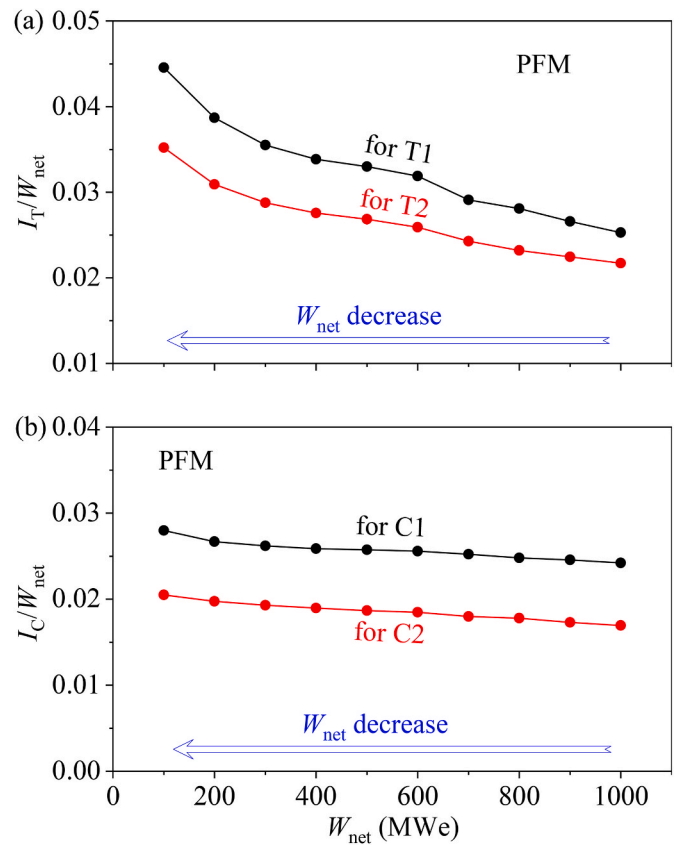 (a)
0.05
0.04
0.03
0.02
0.01
I_T/W_net
PFM
for T1
for T2
W_net decrease
(b)
0.04
0.03
0.02
0.01
0.00
I_C/W_net
PFM
for C1
for C2
W_net decrease
0 200 400 600 800 1000
W_net (MWe)